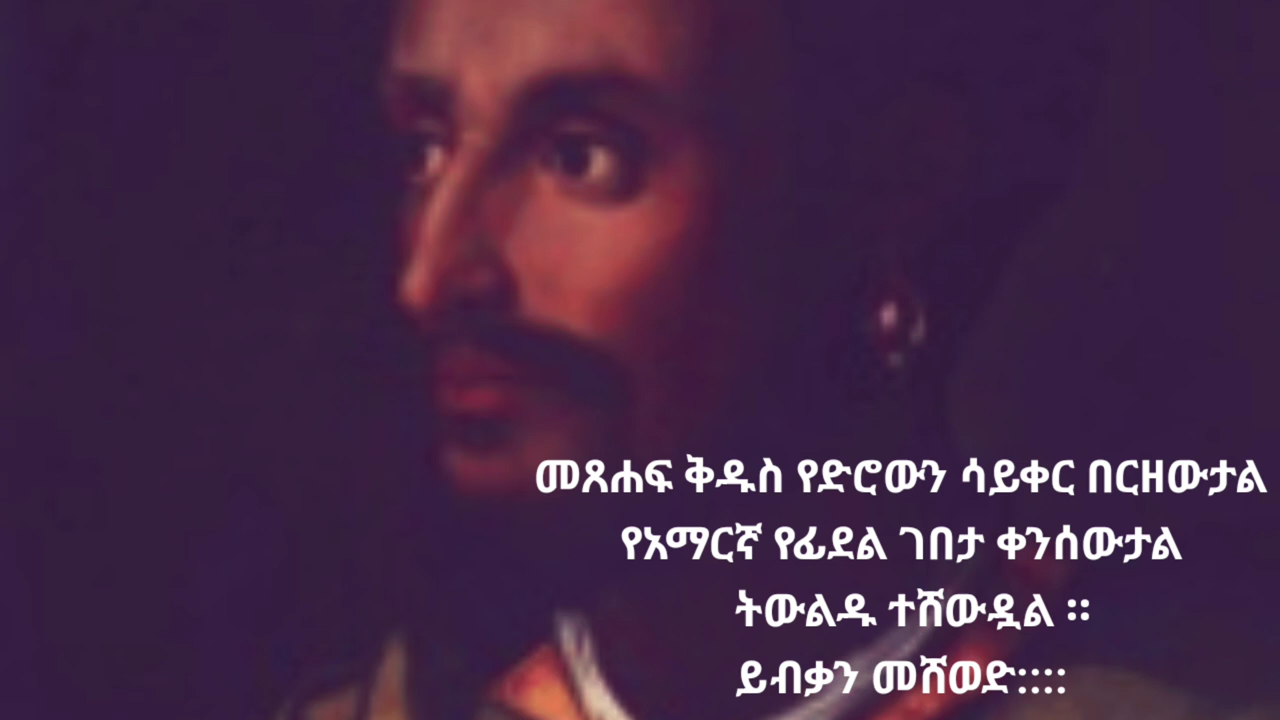 መጸሐፍ ቅዱስ የድሮውን ሳይቀር በርዘውታል
የአማርኛ የፊደል ገበታ ቀንሰውታል
ትውልዱ ተሸውዷል ።
ይብቃን መሸወድ::::